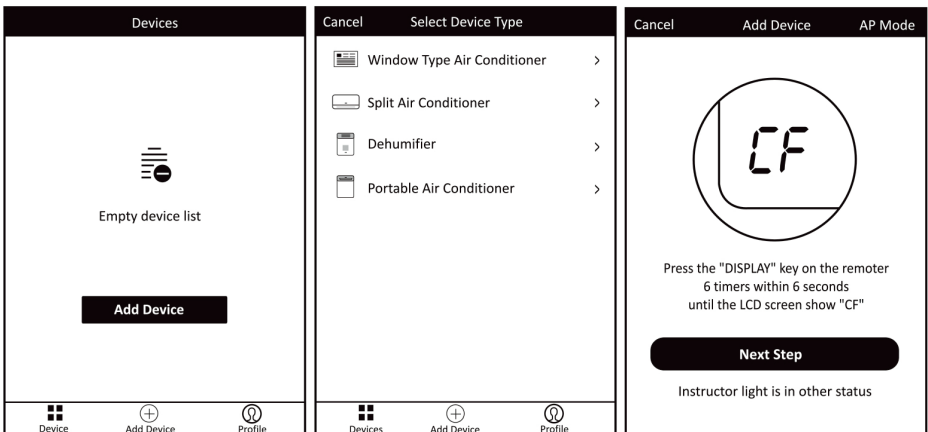 Devices
Empty device list
Add Device
Device
Add Device
Profile
Cancel
Select Device Type
Window Type Air Conditioner
Split Air Conditioner
Dehumifier
Portable Air Conditioner
Devices
Add Device
Profile
Cancel
Add Device
AP Mode
CF
Press the "DISPLAY" key on the remoter
6 timers within 6 seconds
until the LCD screen show "CF"
Next Step
Instructor light is in other status